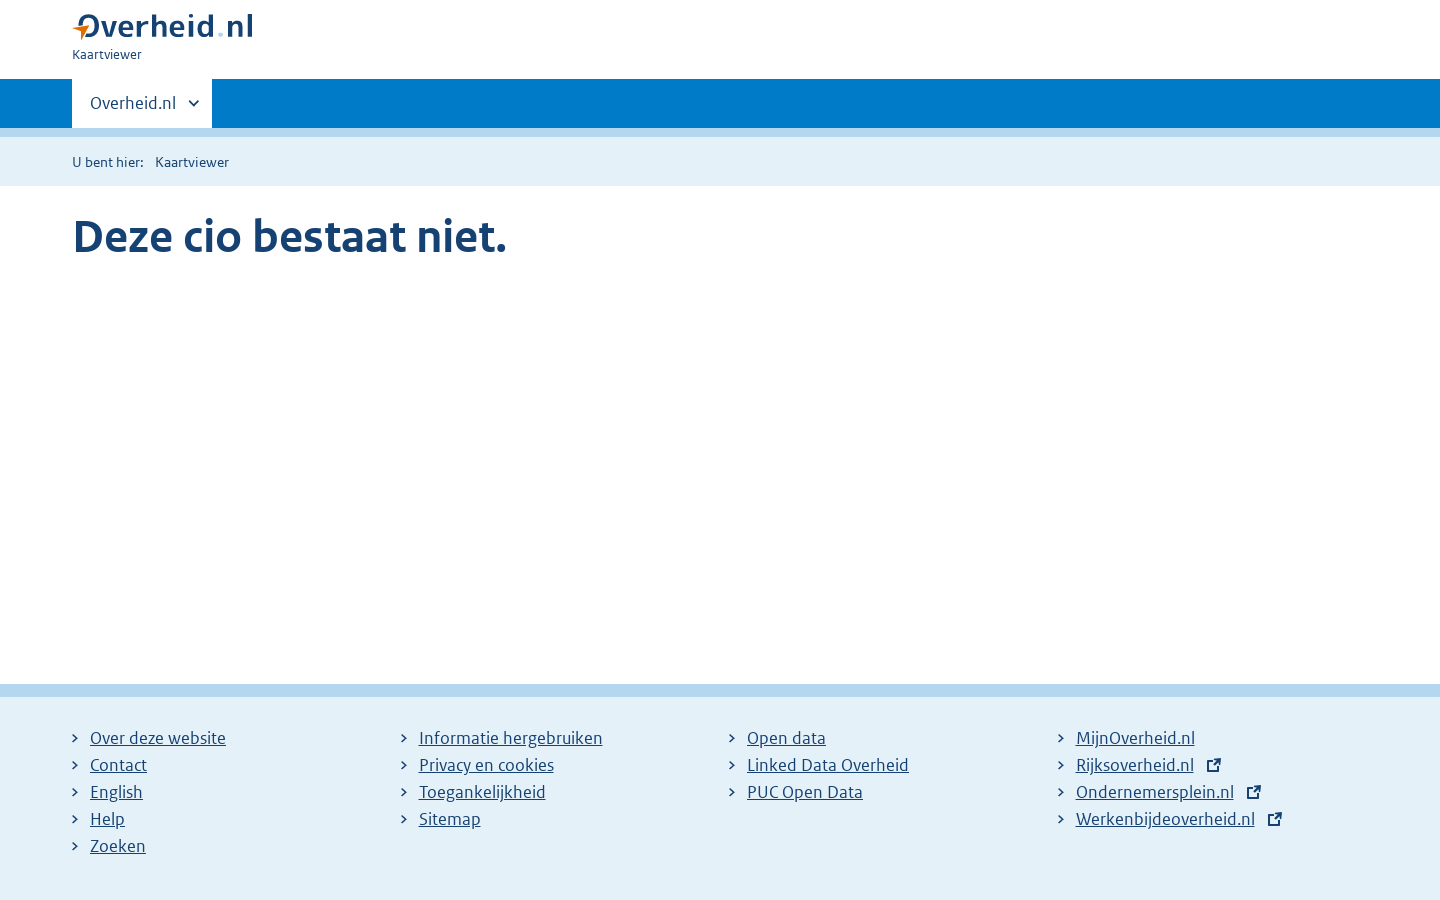 Overheid.nl
Kaartviewer
Overheid.nl
U bent hier: Kaartviewer
Deze cio bestaat niet.
Over deze website
Contact
English
Help
Zoeken
Informatie hergebruiken
Privacy en cookies
Toegankelijkheid
Sitemap
Open data
Linked Data Overheid
PUC Open Data
MijnOverheid.nl
Rijksoverheid.nl
Ondernemersplein.nl
Werkenbijdeoverheid.nl